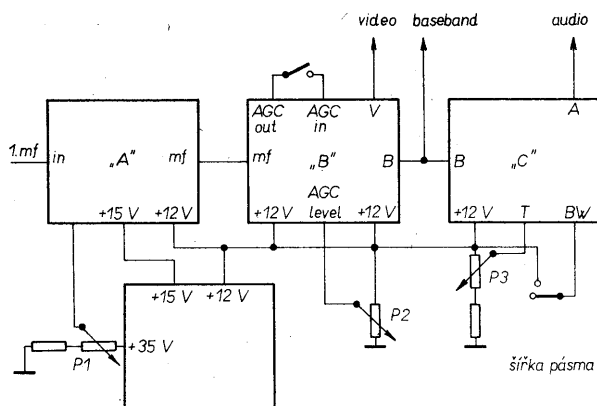 video baseband audio
AGC out AGC in V A
1.mf in „A" mf mf „B" B B „C"
AGC level
+15 V +12 V +12 V +12 V +12 V T BW
+15 V +12 V P3
P2
+35 V
P1
šířka pásma